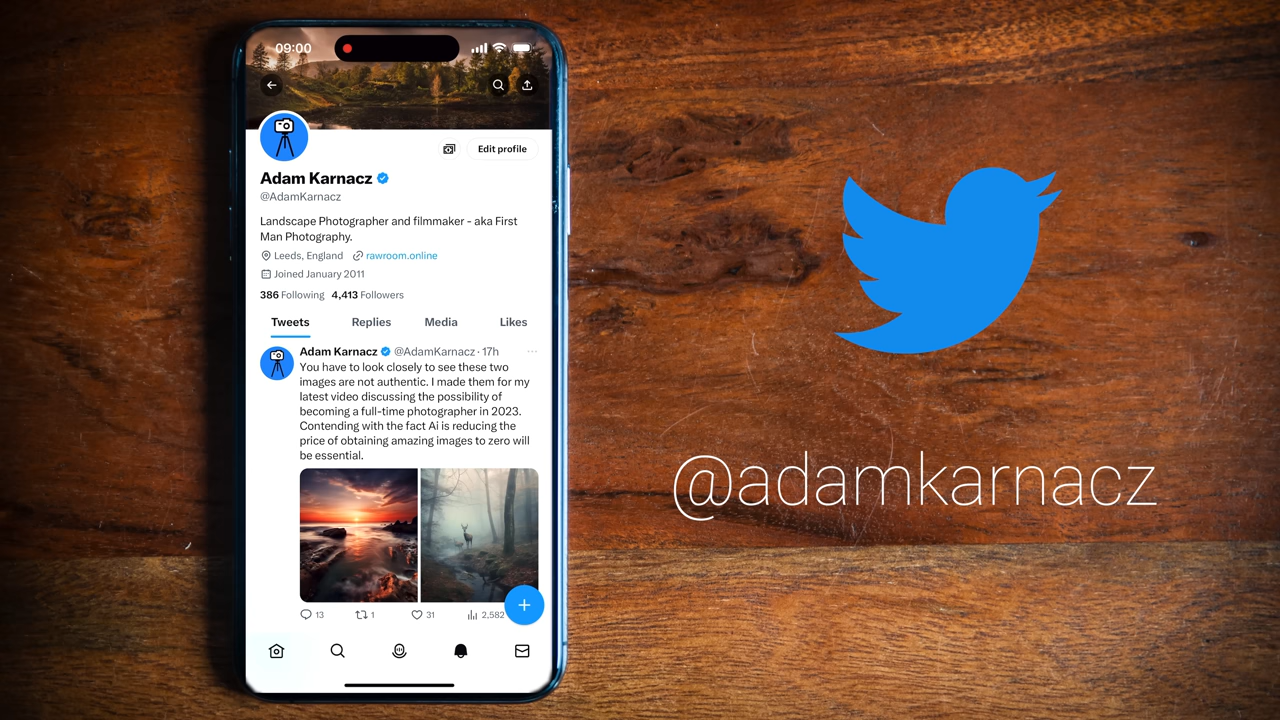 09:00
Edit profile
Adam Karnacz
@AdamKarnacz
Landscape Photographer and filmmaker - aka First
Man Photography.
Leeds, England rawroom.online
Joined January 2011
386 Following 4,413 Followers
Tweets Replies Media Likes
Adam Karnacz @AdamKarnacz · 17h
You have to look closely to see these two
images are not authentic. I made them for my
latest video discussing the possibility of
becoming a full-time photographer in 2023.
Contending with the fact Ai is reducing the
price of obtaining amazing images to zero will
be essential.
13 1 31 2,582
@adamkarnacz